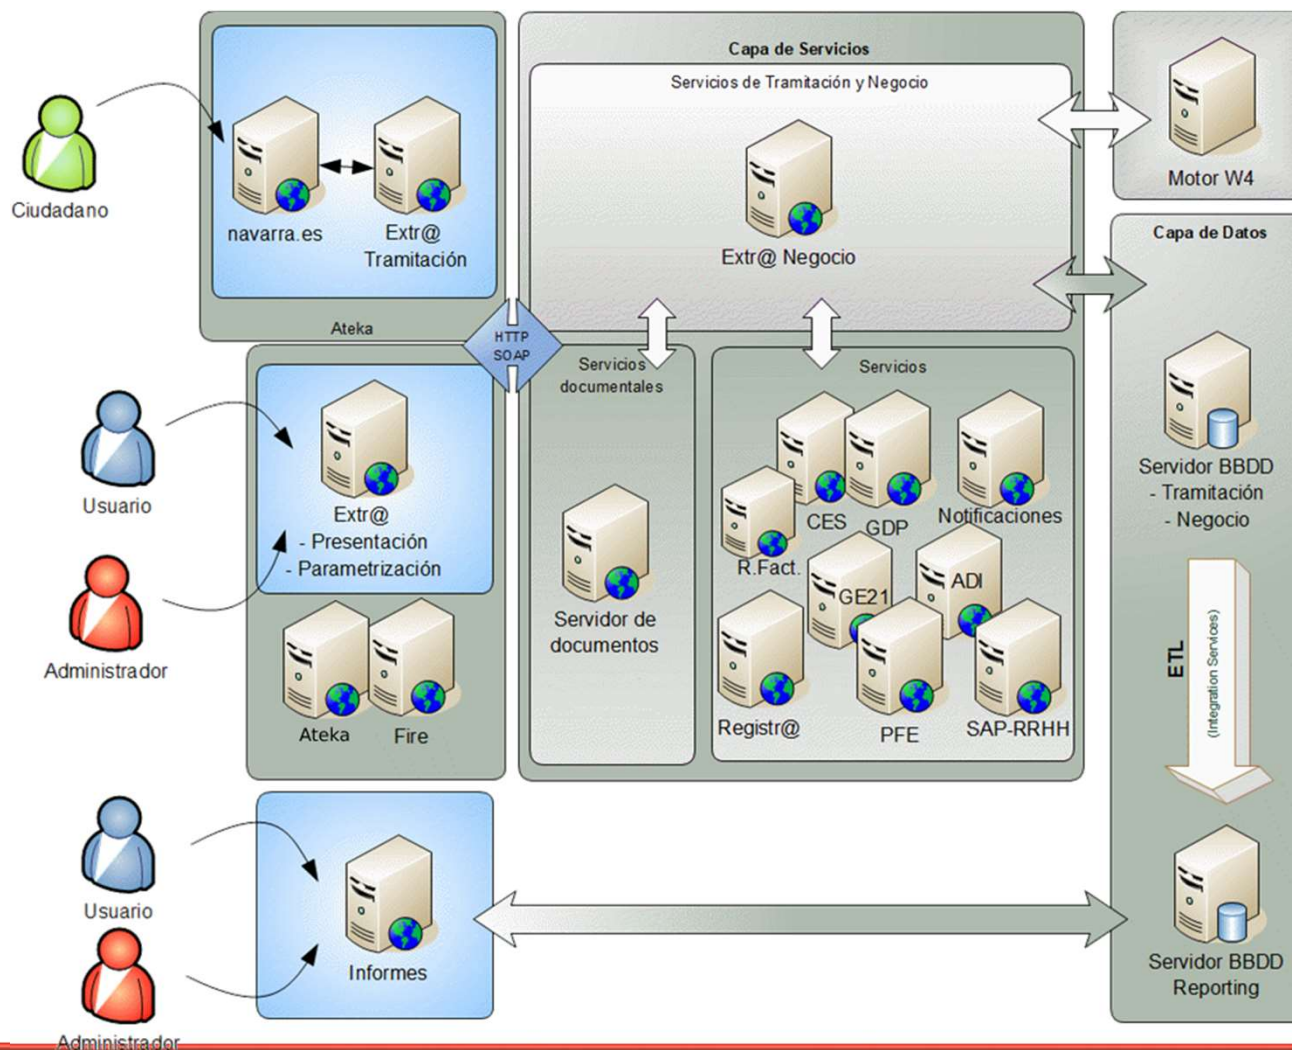 Capa de Servicios
Servicios de Tramitación y Negocio
Motor W4
Ciudadano
navarra.es
Extr@
Tramitación
Extr@ Negocio
Capa de Datos
Ateka
HTTP
SOAP
Servicios
documentales
Servicios
Usuario
Extr@
- Presentación
- Parametrización
CES
GDP
Notificaciones
R.Fact.
GE21
ADI
Servidor BBDD
- Tramitación
- Negocio
Servidor de
documentos
Administrador
Ateka
Fire
Registr@
PFE
SAP-RRHH
ETL
(Integration Services)
Usuario
Informes
Servidor BBDD
Reporting
Administrador